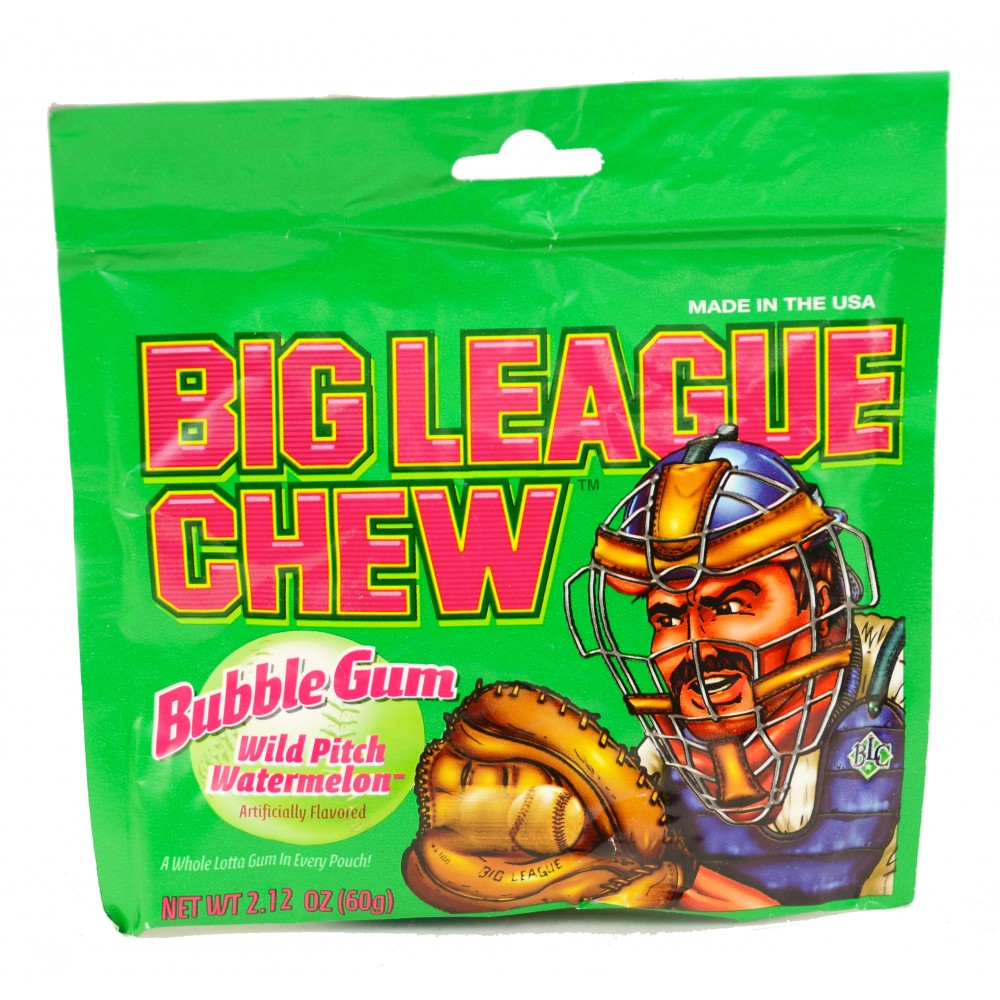 MADE IN THE USA
BIG LEAGUE
CHEW™
Bubble Gum
Wild Pitch
Watermelon™
Artificially Flavored
A Whole Lotta Gum In Every Pouch!
NET WT 2.12 OZ (60g)
BIG LEAGUE
BLC